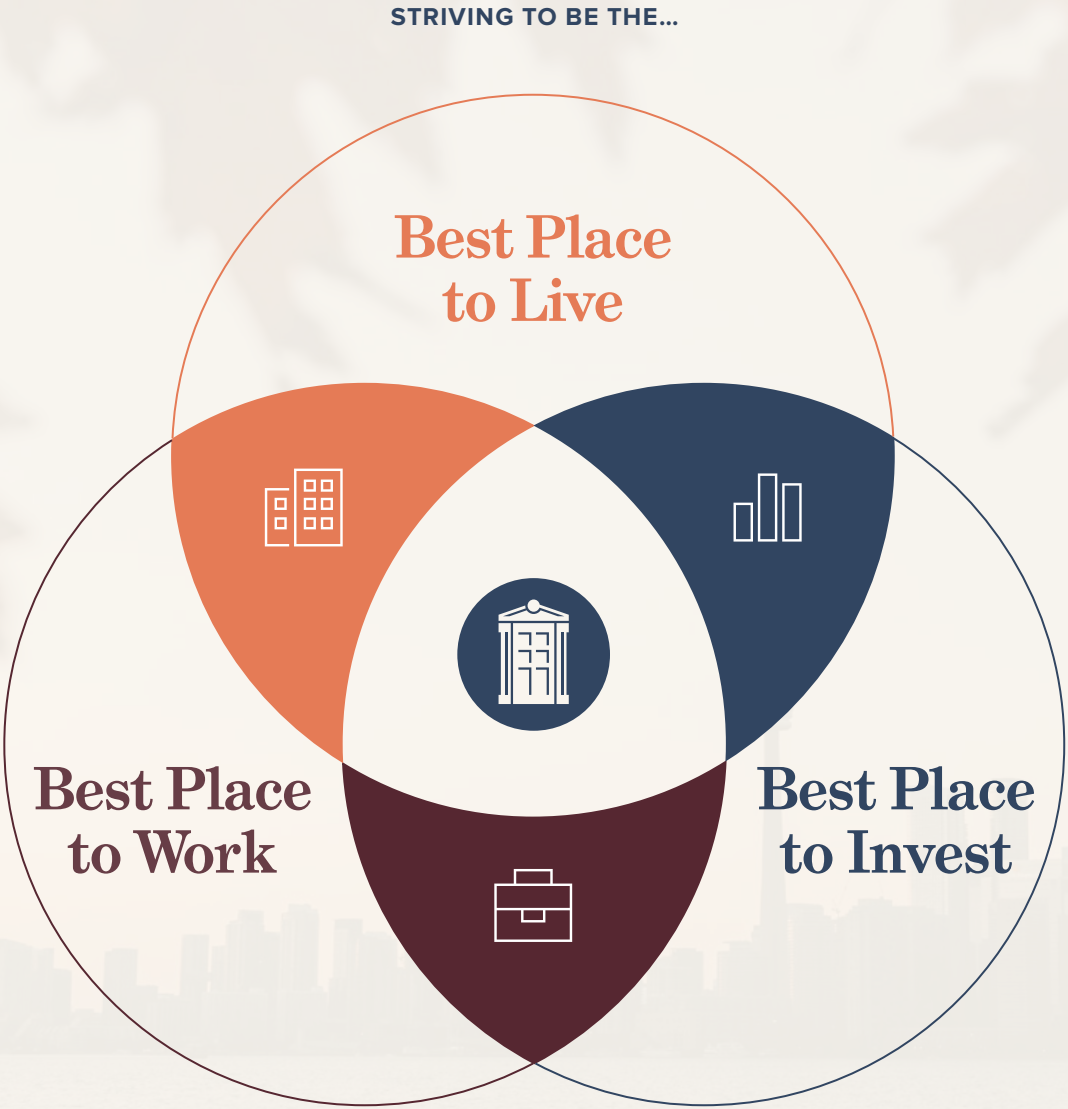 STRIVING TO BE THE...
Best Place
to Live
Best Place
to Work
Best Place
to Invest